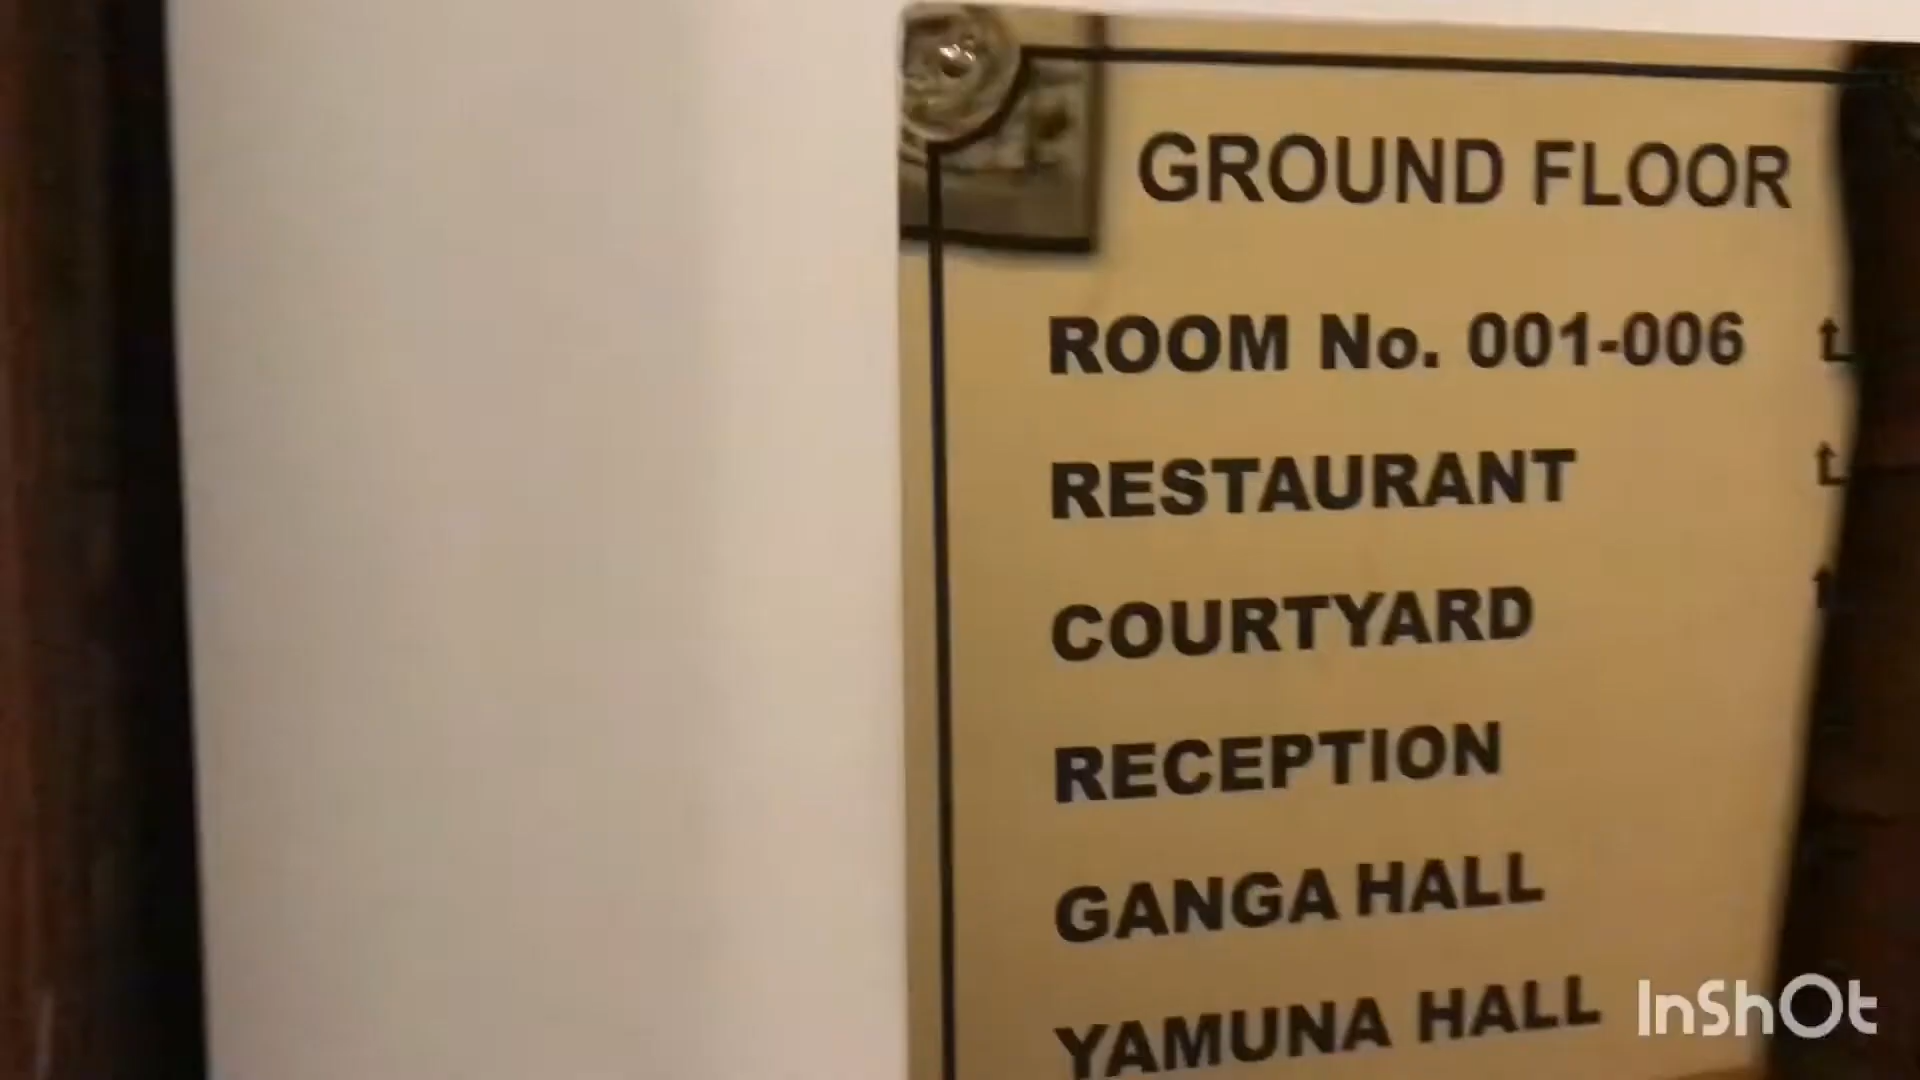 GROUND FLOOR
ROOM No. 001-006
RESTAURANT
COURTYARD
RECEPTION
GANGA HALL
YAMUNA HALL
InShOt